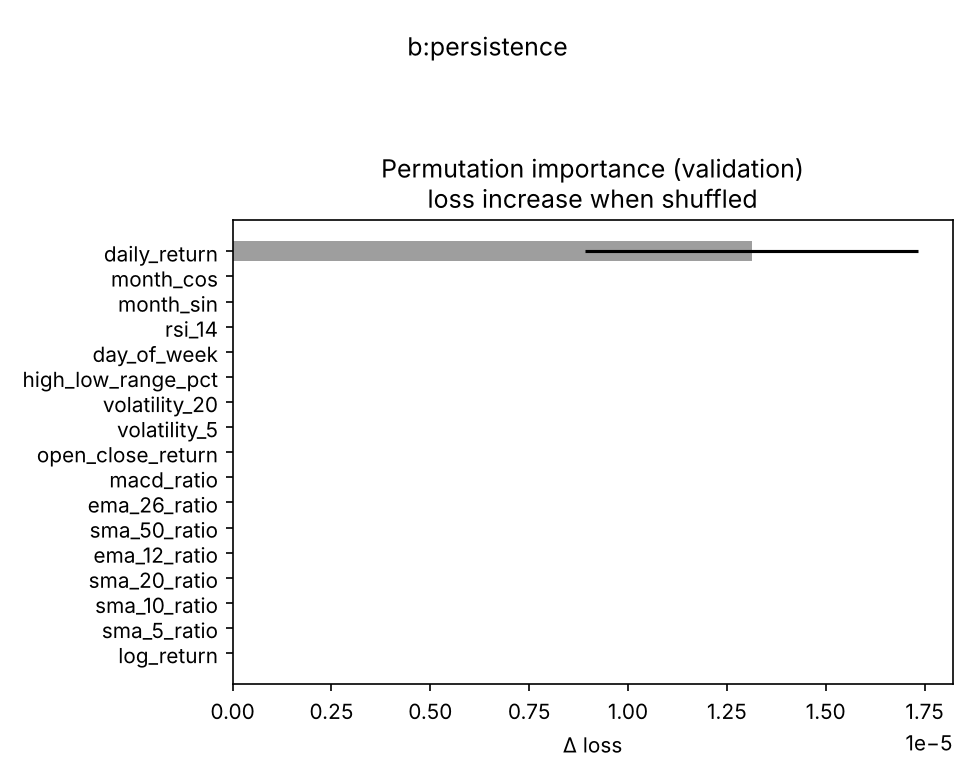 b:persistence
Permutation importance (validation)
loss increase when shuffled
daily_return
month_cos
month_sin
rsi_14
day_of_week
high_low_range_pct
volatility_20
volatility_5
open_close_return
macd_ratio
ema_26_ratio
sma_50_ratio
ema_12_ratio
sma_20_ratio
sma_10_ratio
sma_5_ratio
log_return
0.00 0.25 0.50 0.75 1.00 1.25 1.50 1.75
Δ loss
1e−5